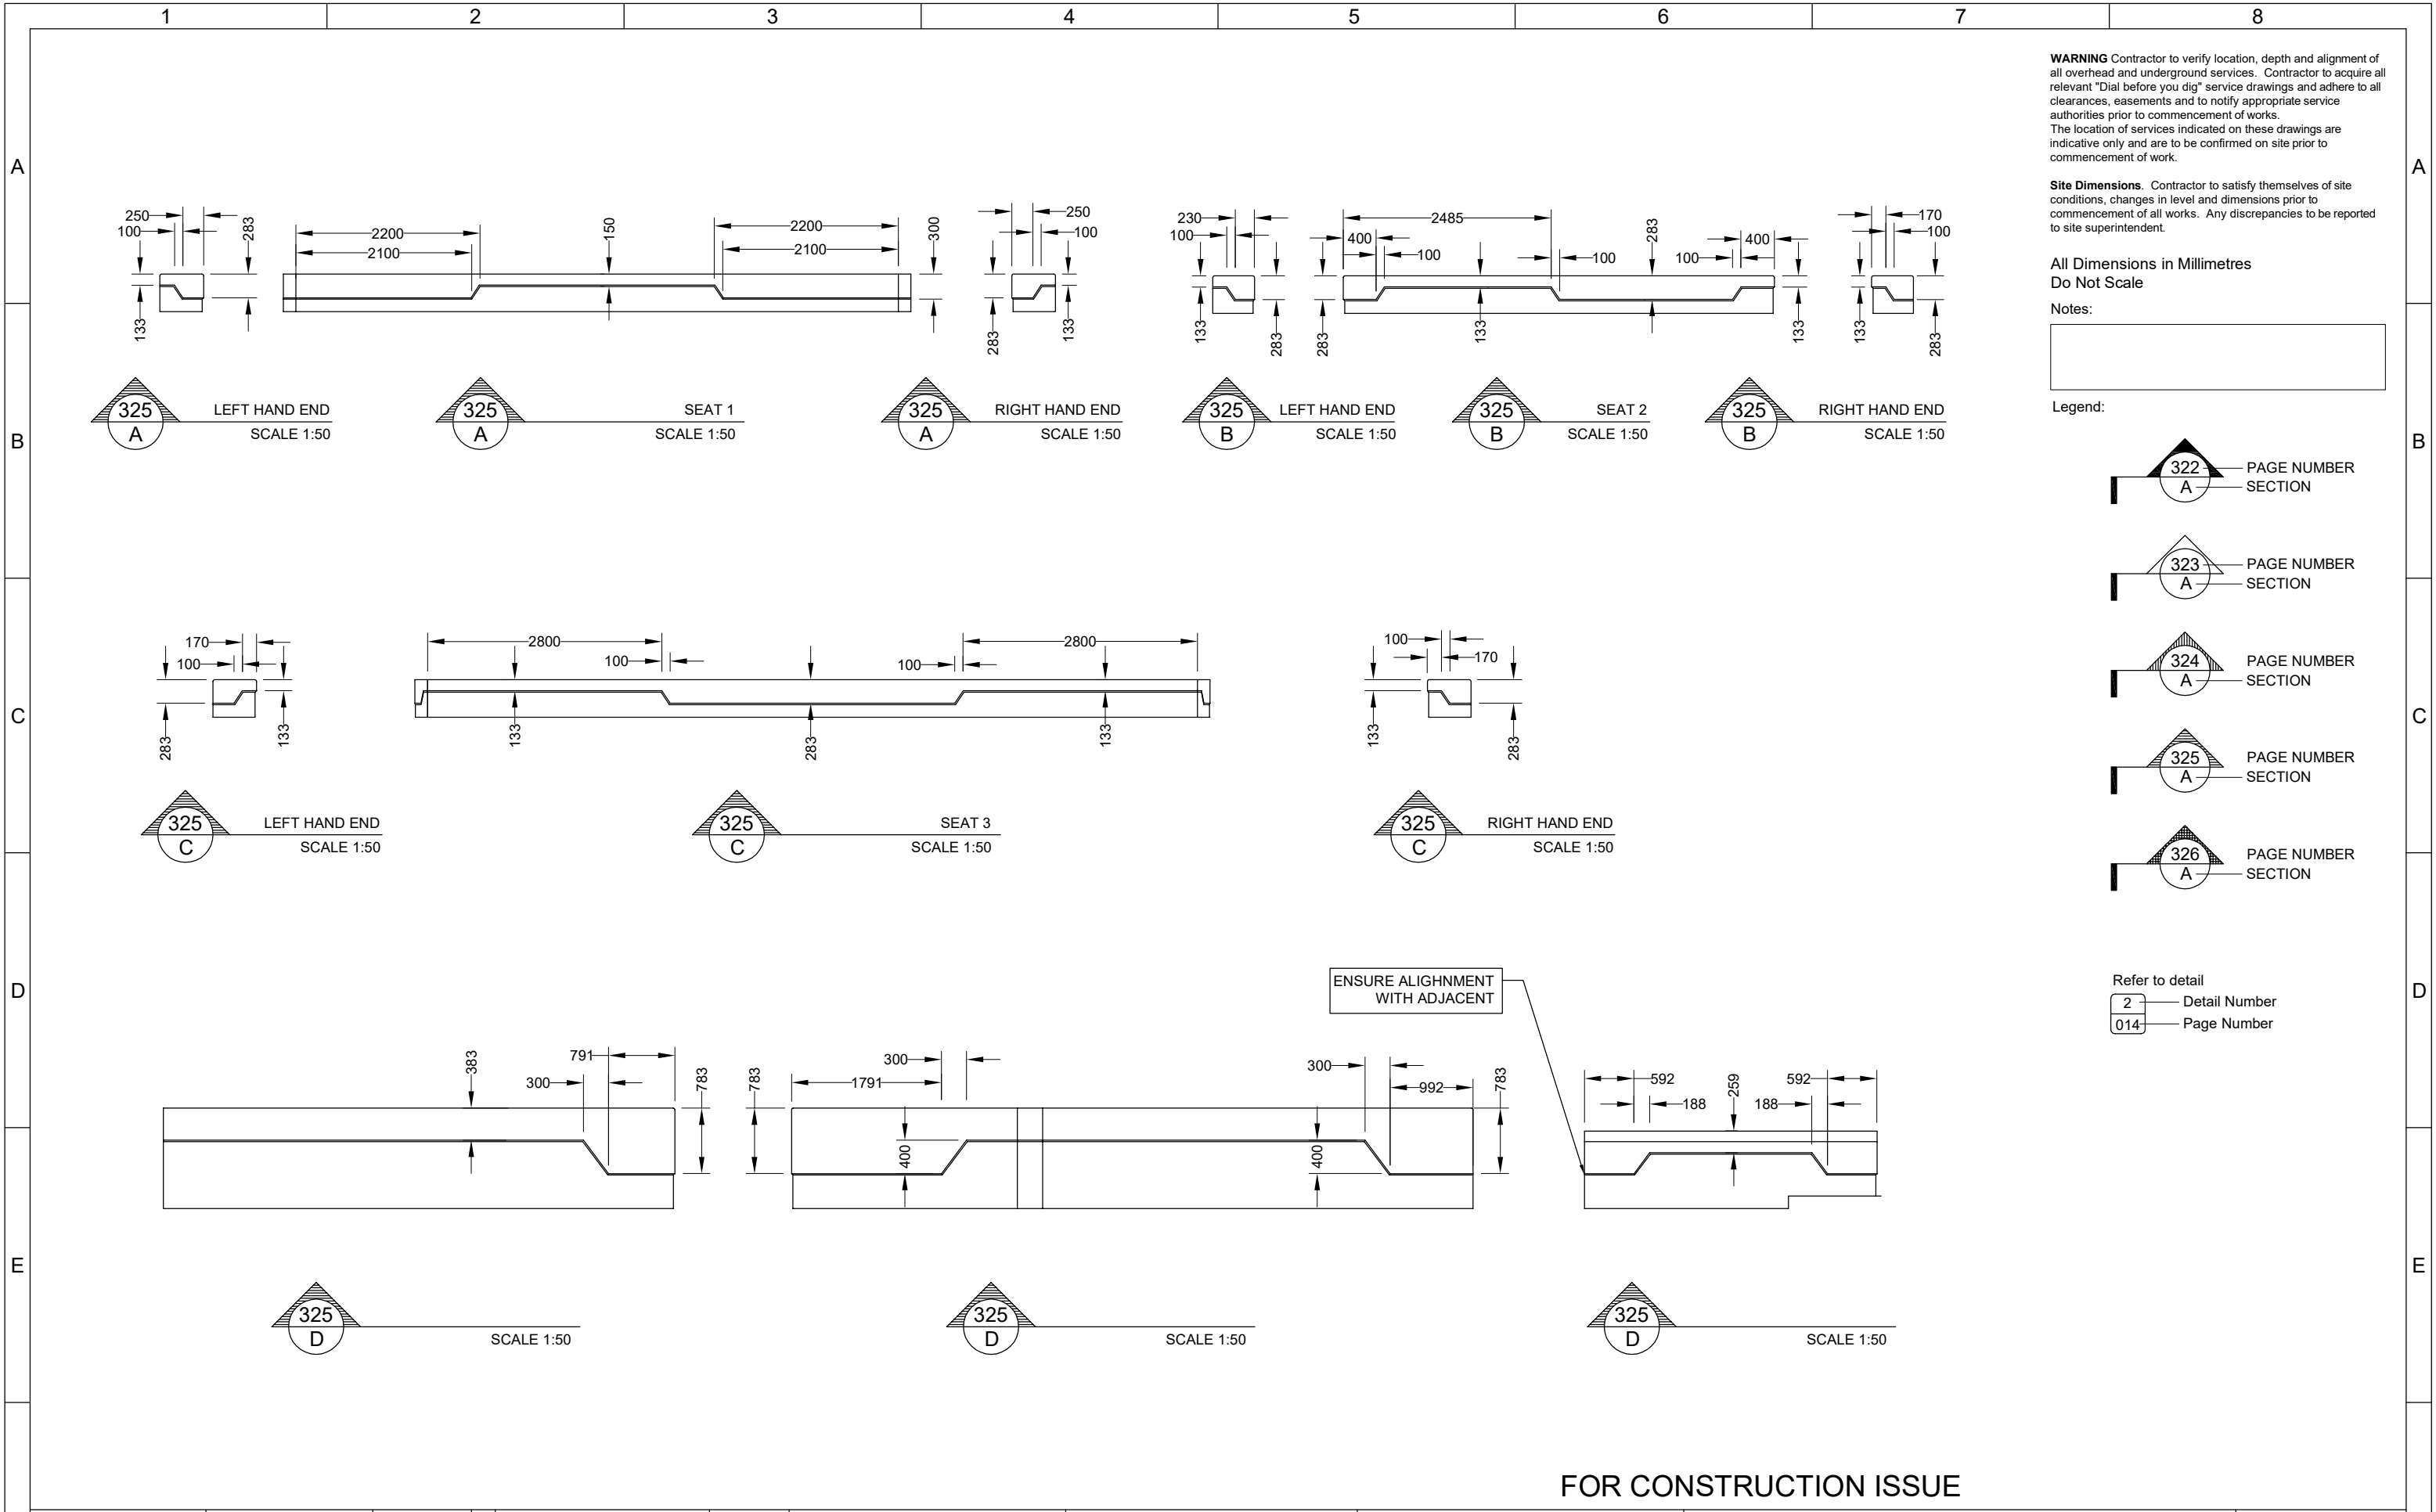 1 2 3 4 5 6 7 8
A A
B B
C C
D D
E E
WARNING Contractor to verify location, depth and alignment of
all overhead and underground services. Contractor to acquire all
relevant "Dial before you dig" service drawings and adhere to all
clearances, easements and to notify appropriate service
authorities prior to commencement of works.
The location of services indicated on these drawings are
indicative only and are to be confirmed on site prior to
commencement of work.
Site Dimensions. Contractor to satisfy themselves of site
conditions, changes in level and dimensions prior to
commencement of all works. Any discrepancies to be reported
to site superintendent.
All Dimensions in Millimetres
Do Not Scale
Notes:
Legend:
322 PAGE NUMBER
A SECTION
323 PAGE NUMBER
A SECTION
324 PAGE NUMBER
A SECTION
325 PAGE NUMBER
A SECTION
326 PAGE NUMBER
A SECTION
Refer to detail
2 Detail Number
014 Page Number
250
100
283
133
325 LEFT HAND END
A SCALE 1:50
2200
2100
150
2200
2100
300
325 SEAT 1
A SCALE 1:50
250
100
283
133
325 RIGHT HAND END
A SCALE 1:50
230
100
133
283
325 LEFT HAND END
B SCALE 1:50
2485
400
100
100
283
100
400
283
133
133
325 SEAT 2
B SCALE 1:50
170
100
133
283
325 RIGHT HAND END
B SCALE 1:50
170
100
283
133
325 LEFT HAND END
C SCALE 1:50
2800
100
100
2800
133
283
133
325 SEAT 3
C SCALE 1:50
100
170
133
283
325 RIGHT HAND END
C SCALE 1:50
383
791
300
783
325
D SCALE 1:50
783
300
1791
400
300
992
400
783
325
D SCALE 1:50
ENSURE ALIGHNMENT
WITH ADJACENT
592
188
259
592
188
325
D SCALE 1:50
FOR CONSTRUCTION ISSUE